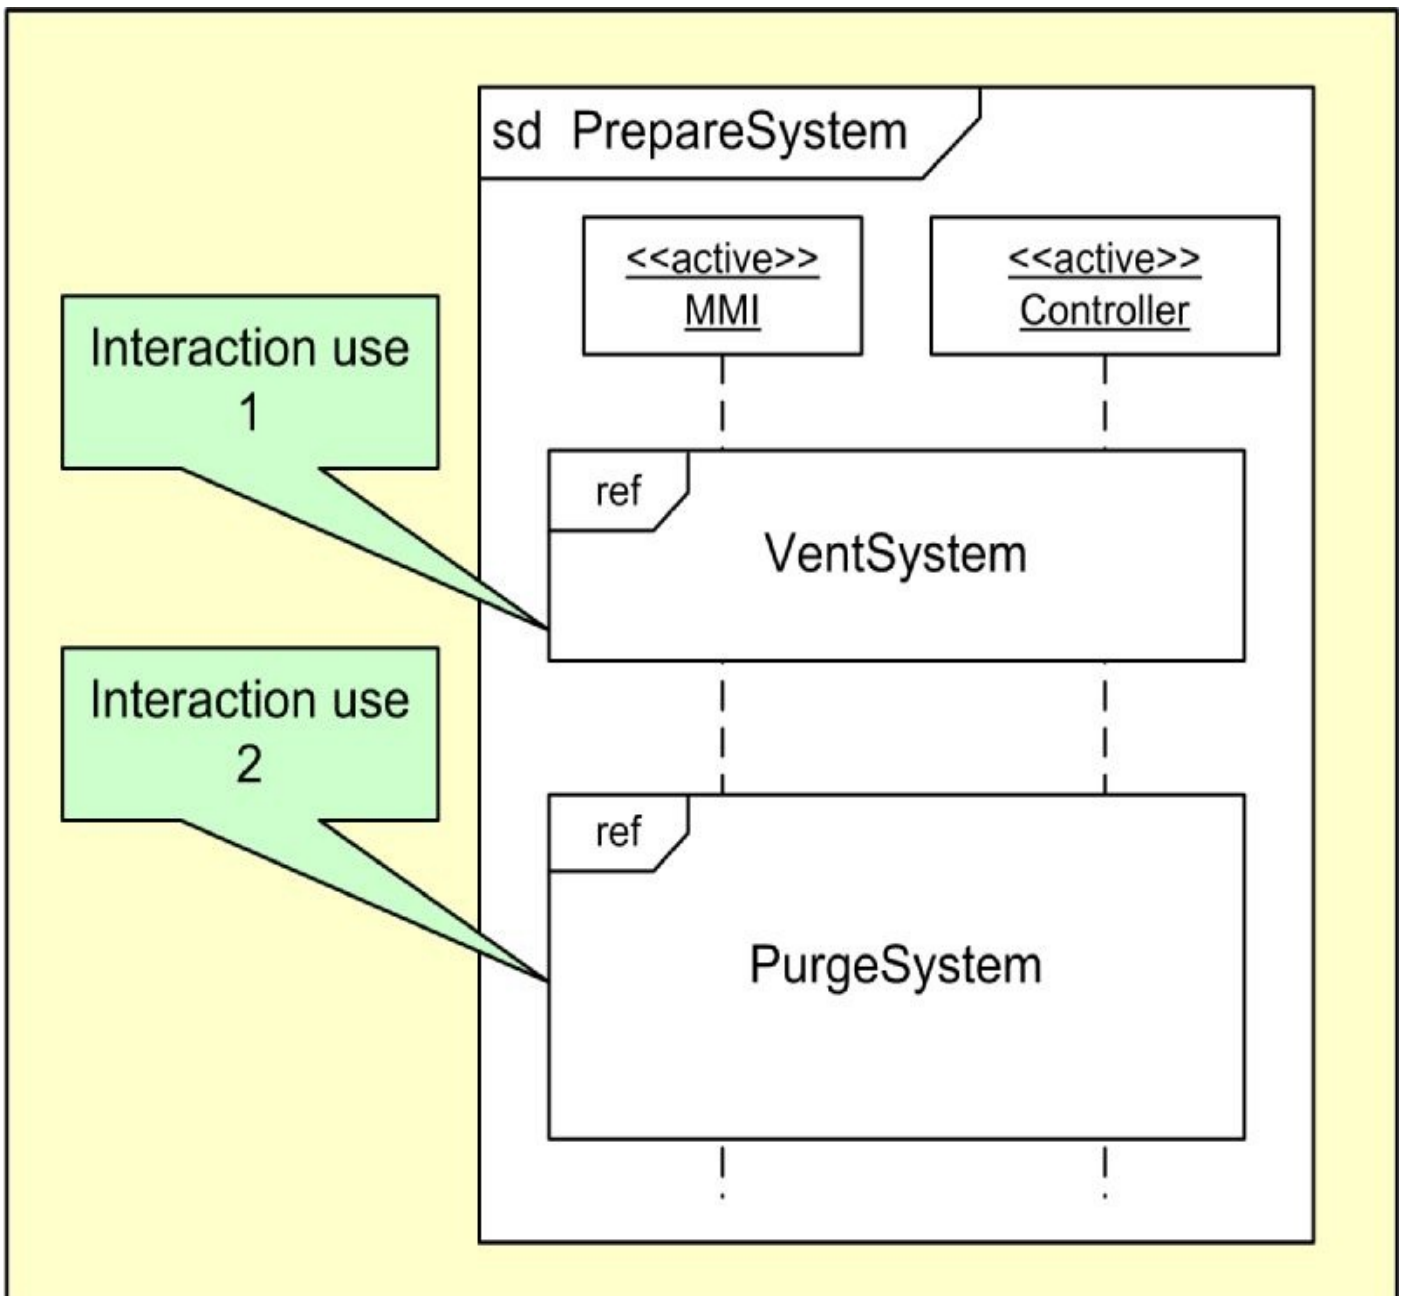 sd PrepareSystem
<<active>>
MMI
<<active>>
Controller
Interaction use
1
ref
VentSystem
Interaction use
2
ref
PurgeSystem